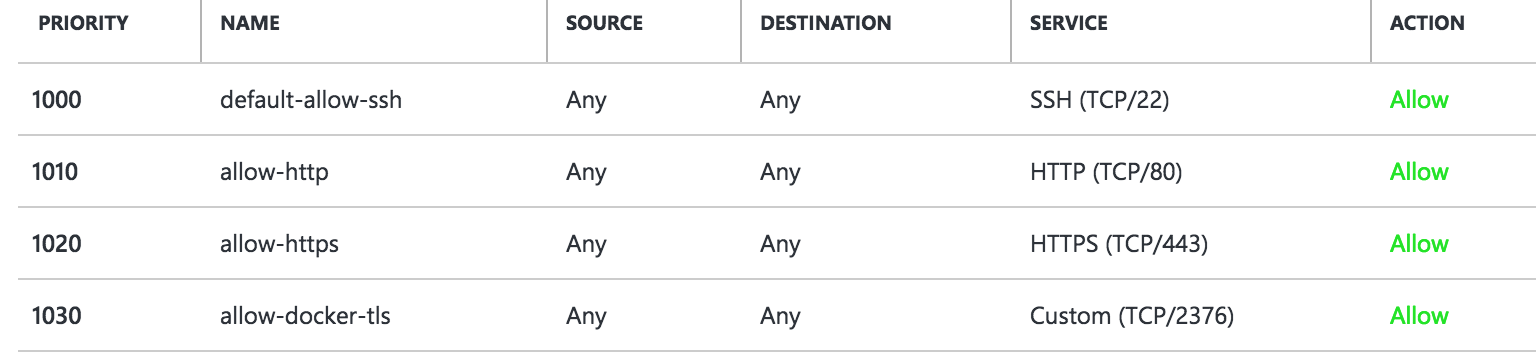 PRIORITY NAME SOURCE DESTINATION SERVICE ACTION
1000 default-allow-ssh Any Any SSH (TCP/22) Allow
1010 allow-http Any Any HTTP (TCP/80) Allow
1020 allow-https Any Any HTTPS (TCP/443) Allow
1030 allow-docker-tls Any Any Custom (TCP/2376) Allow